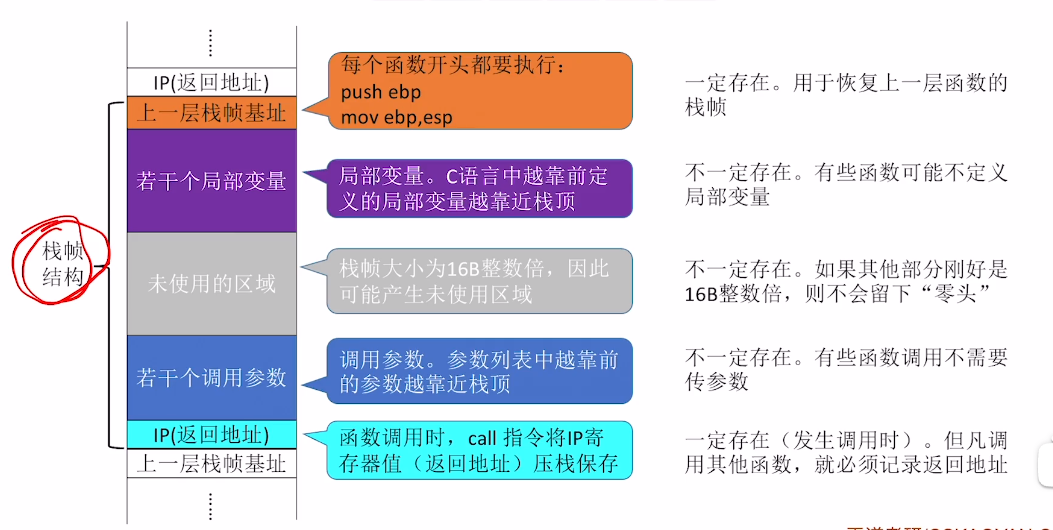 IP(返回地址)
上一层栈帧基址
若干个局部变量
未使用的区域
若干个调用参数
IP(返回地址)
上一层栈帧基址
栈帧
结构
每个函数开头都要执行：
push ebp
mov ebp,esp
局部变量。C语言中越靠前定
义的局部变量越靠近栈顶
栈帧大小为16B整数倍，因此
可能产生未使用区域
调用参数。参数列表中越靠前
的参数越靠近栈顶
函数调用时，call 指令将IP寄
存器值（返回地址）压栈保存
一定存在。用于恢复上一层函数的
栈帧
不一定存在。有些函数可能不定义
局部变量
不一定存在。如果其他部分刚好是
16B整数倍，则不会留下“零头”
不一定存在。有些函数调用不需要
传参数
一定存在（发生调用时）。但凡调
用其他函数，就必须记录返回地址